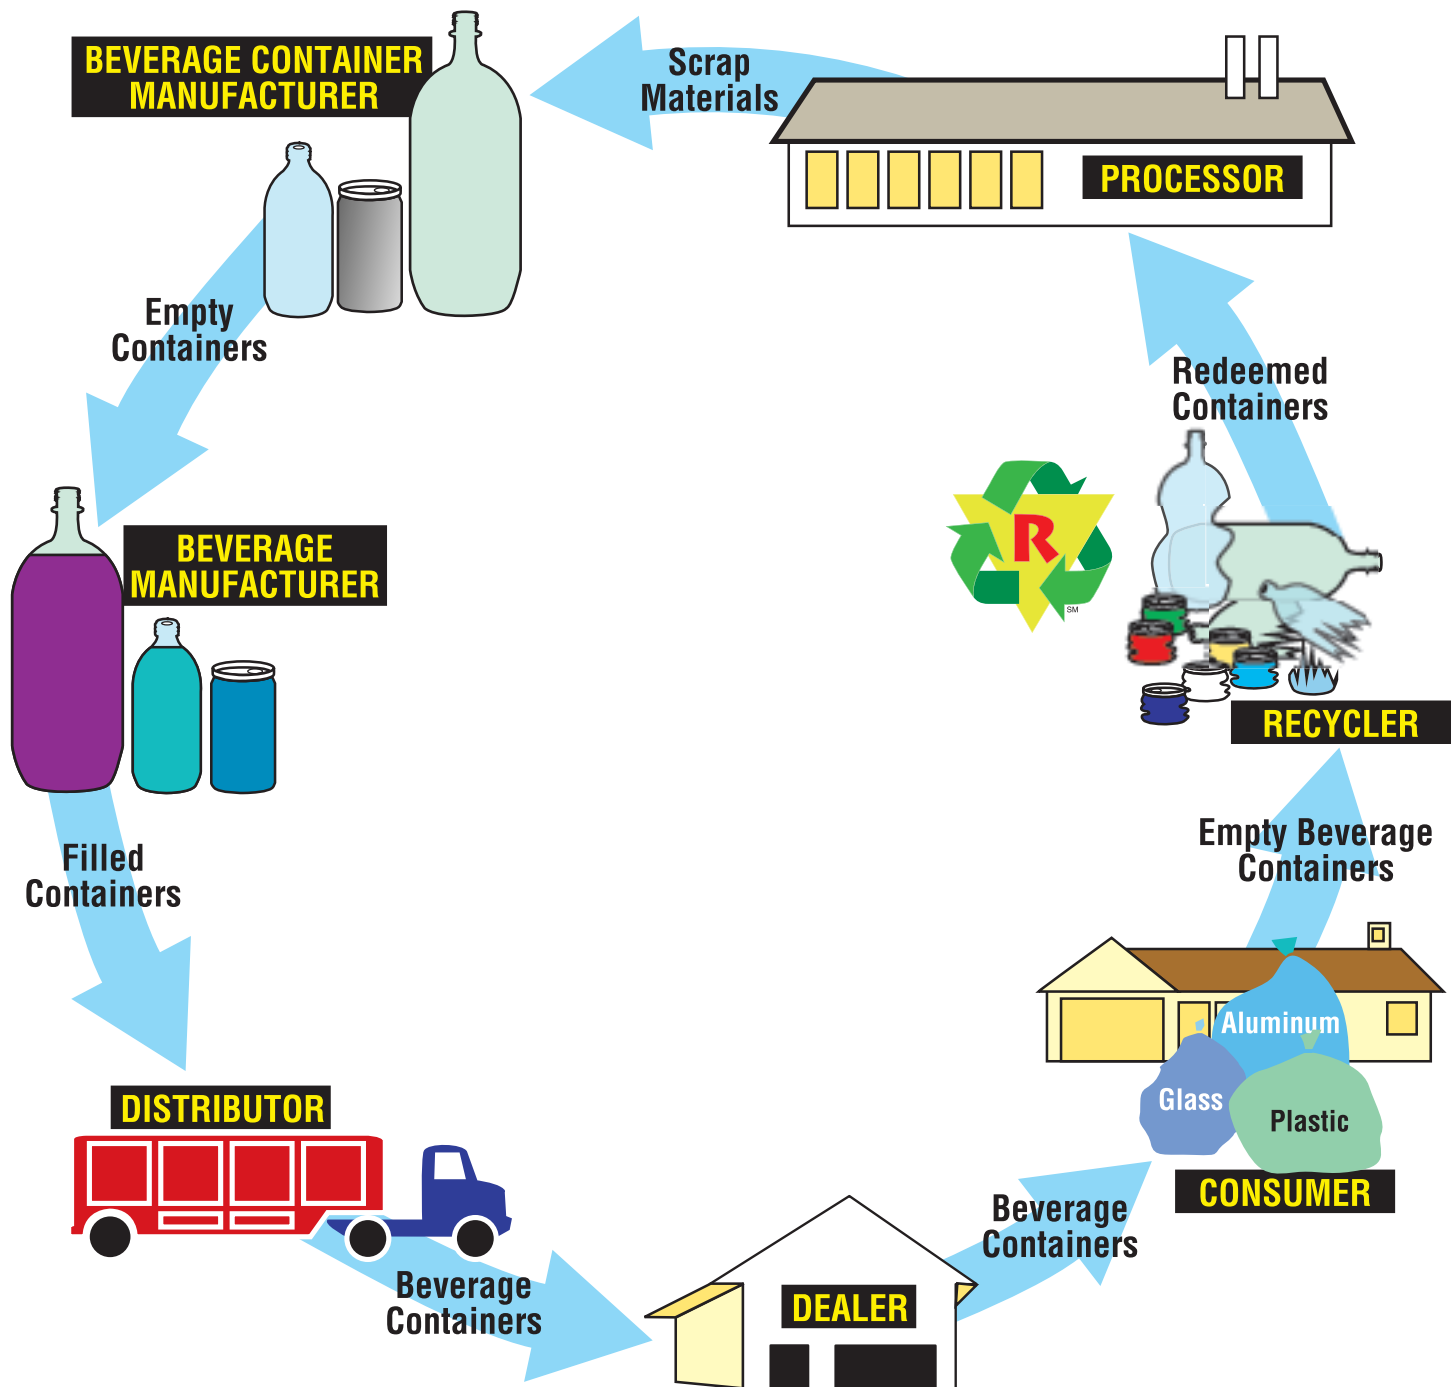 BEVERAGE CONTAINER
MANUFACTURER
Scrap
Materials
PROCESSOR
Empty
Containers
Redeemed
Containers
R
SM
BEVERAGE
MANUFACTURER
RECYCLER
Filled
Containers
Empty Beverage
Containers
Aluminum
Glass
Plastic
CONSUMER
DISTRIBUTOR
Beverage
Containers
Beverage
Containers
DEALER